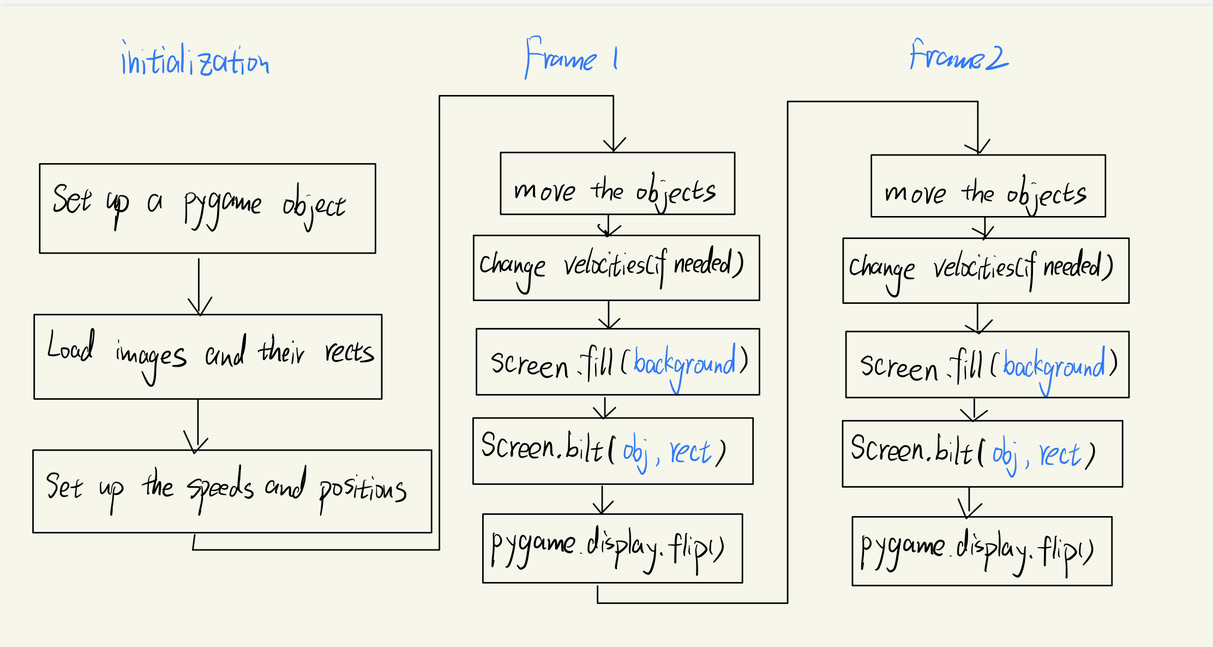 initialization
Set up a pygame object
Load images and their rects
Set up the speeds and positions
Frame 1
move the objects
change velocities(if needed)
screen.fill(background)
Screen.bilt(obj, rect)
pygame.display.flip()
Frame 2
move the objects
change velocities(if needed)
screen.fill(background)
Screen.bilt(obj, rect)
pygame.display.flip()